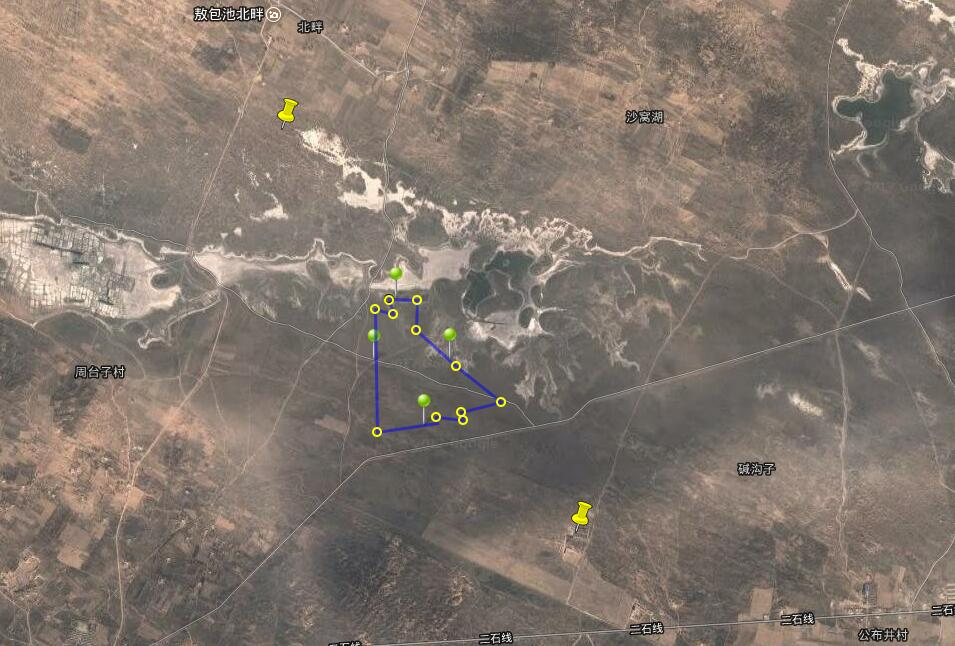 敖包池北畔
北畔
沙窝湖
周台子村
碱沟子
二石线
二石线
二石线
公布井村